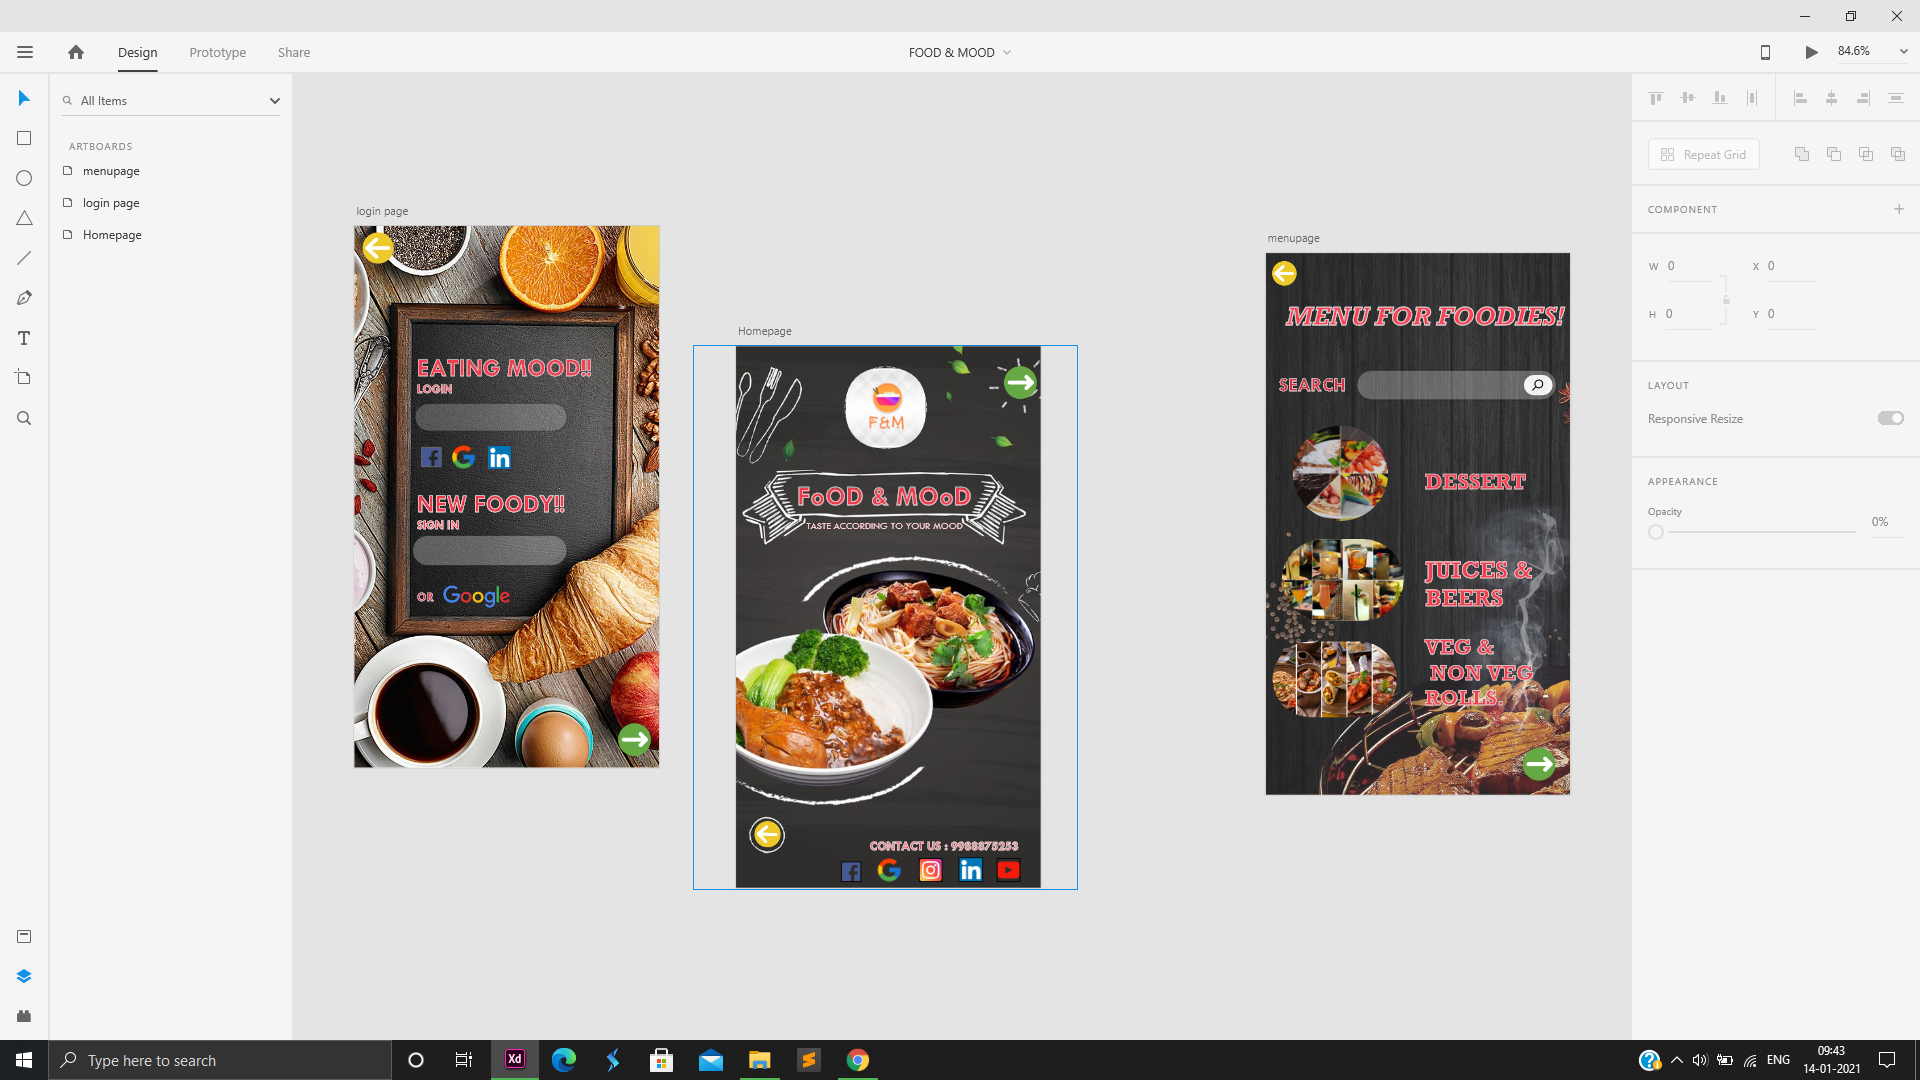 Design
Prototype
Share
FOOD & MOOD
84.6%
All Items
ARTBOARDS
menupage
login page
Homepage
login page
EATING MOOD!!
LOGIN
NEW FOODY!!
SIGN IN
OR Google
Homepage
F&M
FoOD & MOoD
TASTE ACCORDING TO YOUR MOOD
CONTACT US : 9988875253
in
menupage
MENU FOR FOODIES!
SEARCH
DESSERT
JUICES &
BEERS
VEG &
NON VEG
ROLLS.
Repeat Grid
COMPONENT
W 0
X 0
H 0
Y 0
LAYOUT
Responsive Resize
APPEARANCE
Opacity
0%
Type here to search
Xd
ENG
09:43
14-01-2021